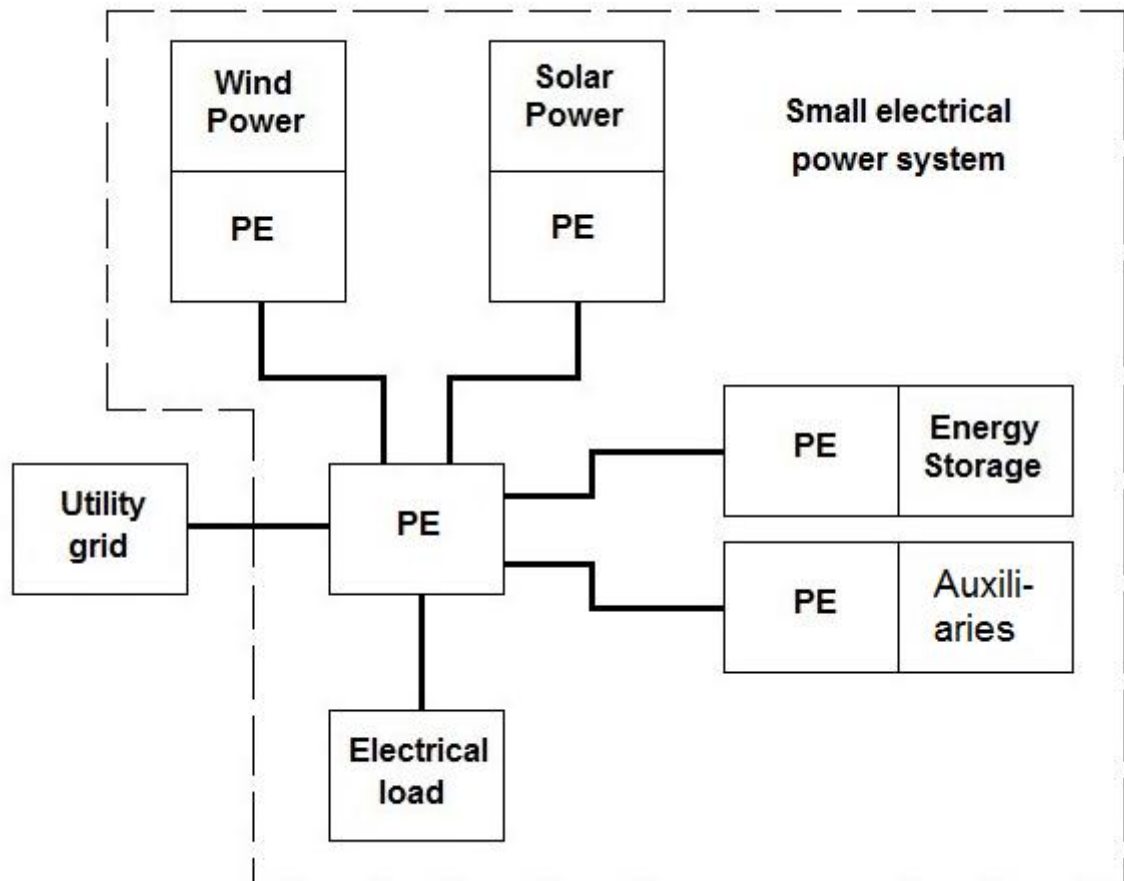 Wind
Power
PE
Solar
Power
PE
Small electrical
power system
PE
Energy
Storage
Utility
grid
PE
PE
Auxili-
aries
Electrical
load